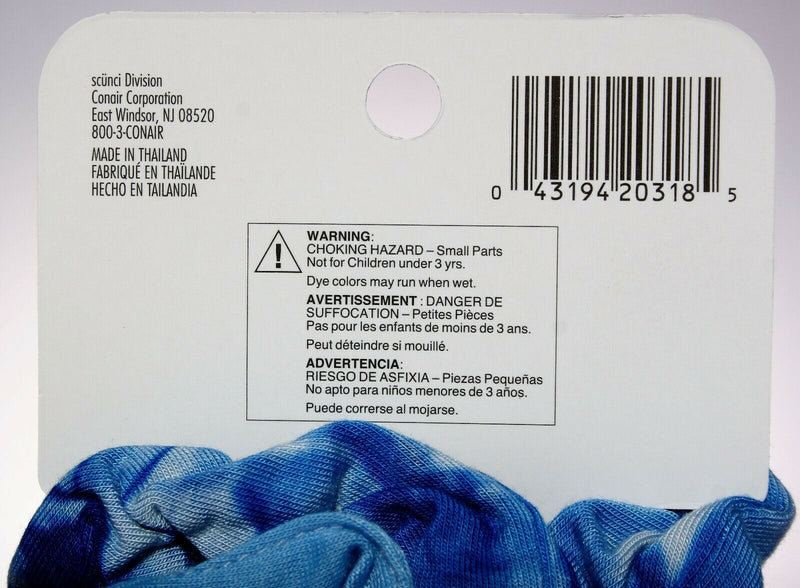 scünci Division
Conair Corporation
East Windsor, NJ 08520
800-3-CONAIR
MADE IN THAILAND
FABRIQUÉ EN THAÏLANDE
HECHO EN TAILANDIA
0 43194 20318 5
WARNING:
CHOKING HAZARD – Small Parts
Not for Children under 3 yrs.
Dye colors may run when wet.
AVERTISSEMENT : DANGER DE
SUFFOCATION – Petites Pièces
Pas pour les enfants de moins de 3 ans.
Peut déteindre si mouillé.
ADVERTENCIA:
RIESGO DE ASFIXIA – Piezas Pequeñas
No apto para niños menores de 3 años.
Puede correrse al mojarse.